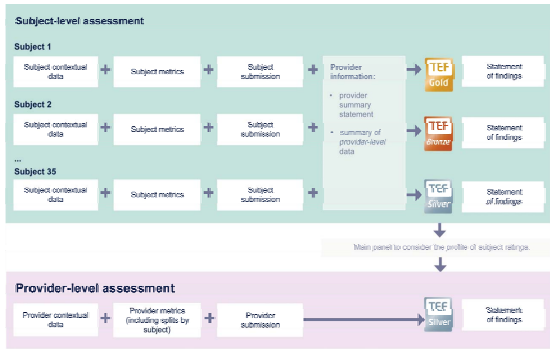 Subject-level assessment
Subject 1
Subject contextual
data
+
Subject metrics
+
Subject
submission
+
Provider
information:
• provider
summary
statement
• summary of
provider-level
data
TEF
Gold
Statement
of findings
Subject 2
Subject contextual
data
+
Subject metrics
+
Subject
submission
+
TEF
Bronze
Statement
of findings
...
Subject 35
Subject contextual
data
+
Subject metrics
+
Subject
submission
+
TEF
Silver
Statement
of findings
Main panel to consider the profile of subject ratings.
Provider-level assessment
Provider contextual
data
+
Provider metrics
(including splits by
subject)
+
Provider
submission
TEF
Silver
Statement
of findings